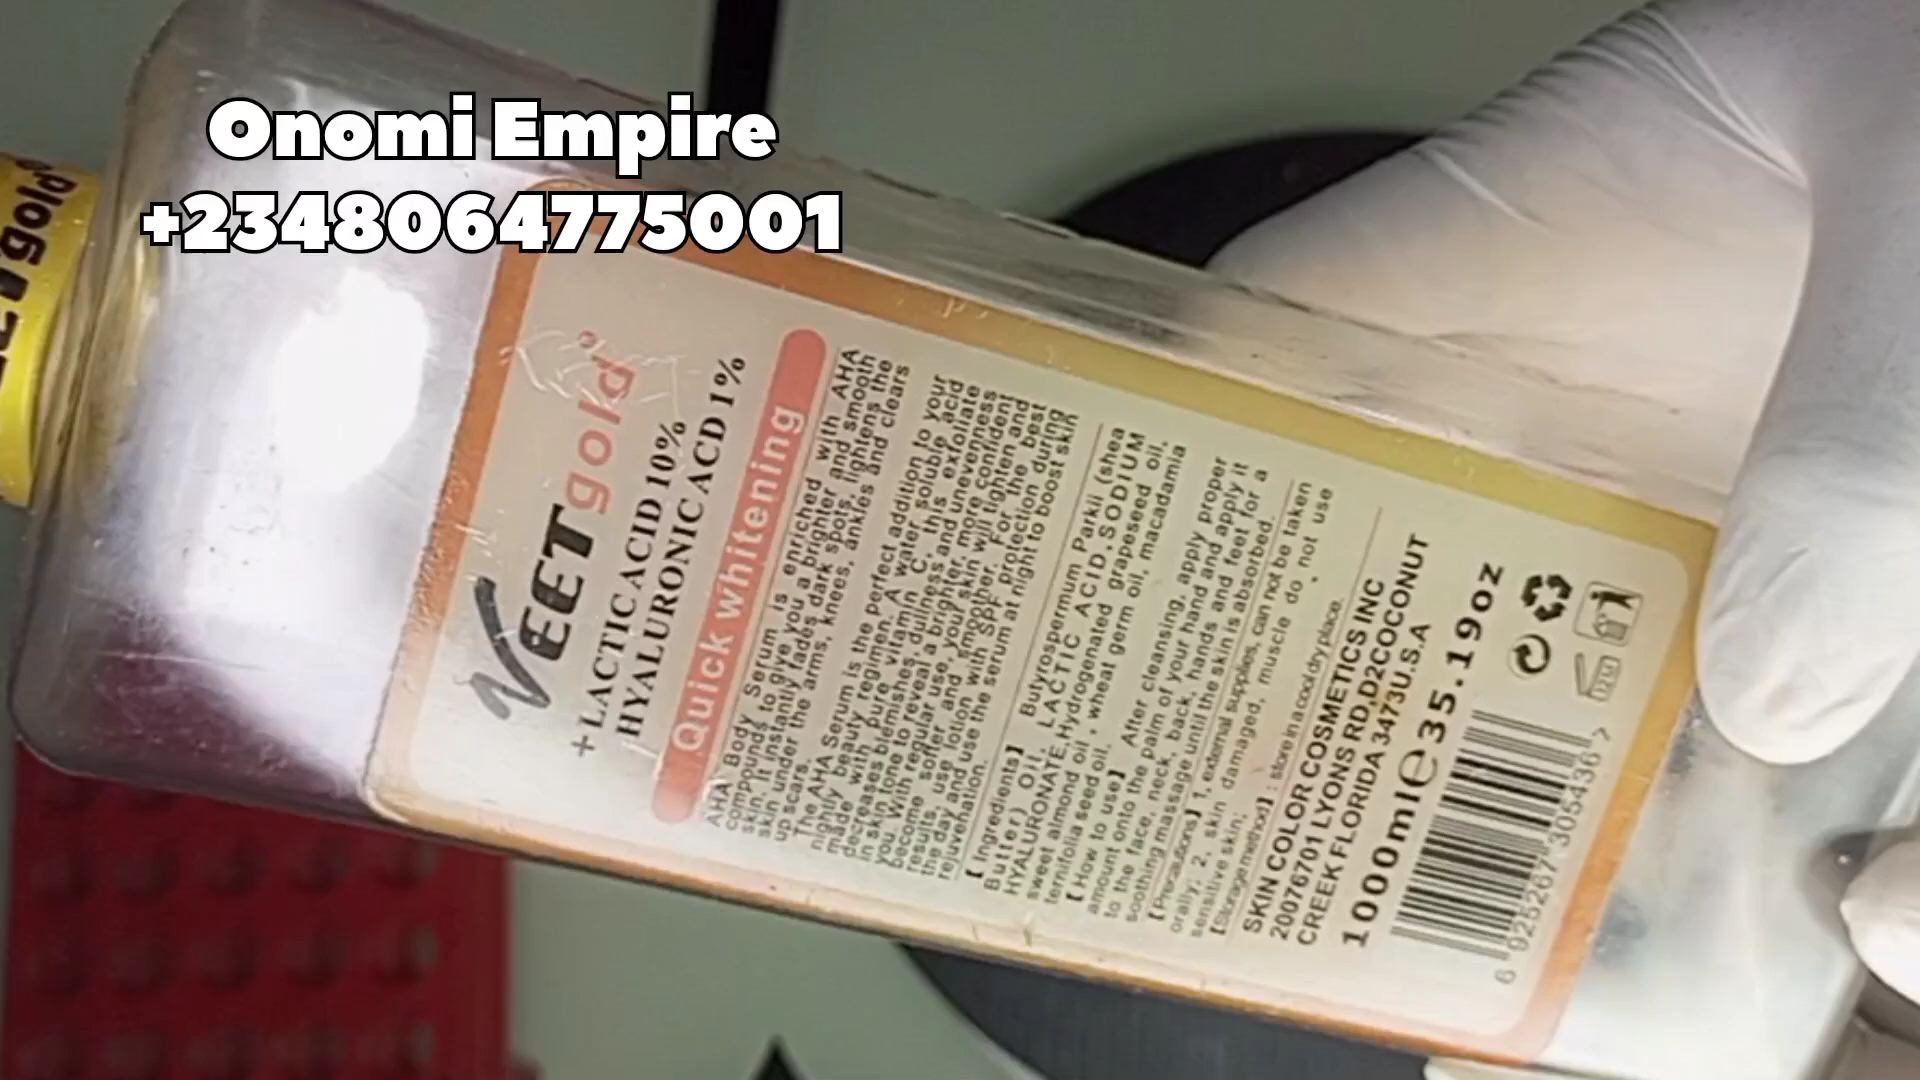 Onomi Empire
+2348064775001
gold
VEET gold
+LACTIC ACID 10%
HYALURONIC ACD 1%
Quick whitening
AHA Body Serum is enriched with AHA
compounds to give you a brighter and smooth
skin. It instantly fades dark spots, lightens the
skin under the arms, knees, ankles and clears
up scars.
The AHA Serum is the perfect addition to your
nightly beauty regimen. A water soluble acid
made with pure vitamin C, this exfoliate
decreases blemishes, dullness and unevenness
in skin tone to reveal a brighter, more confident
you. With regular use, your skin will tighten and
become softer and smoother. For the best
results, use lotion with SPF protection during
the day and use the serum at night to boost skin
rejuvenation.
【Ingredients】 Butyrospermum Parkii (shea
Butter) Oil, LACTIC ACID,SODIUM
HYALURONATE,Hydrogenated grapeseed oil,
sweet almond oil, wheat germ oil, macadamia
ternifolia seed oil.
【How to use】 After cleansing, apply proper
amount onto the palm of your hand and apply it
to the face, neck, back, hands and feet for a
soothing massage until the skin is absorbed.
【Precautions】 1, external supplies, can not be taken
orally; 2, skin damaged, muscle do not use
sensitive skin;
【Storage method】: store in a cool dry place.
SKIN COLOR COSMETICS INC
20076701 LYONS RD,D2COCONUT
CREEK FLORIDA 3473U.S.A
1000ml℮35.19oz
6 925267 305436 >